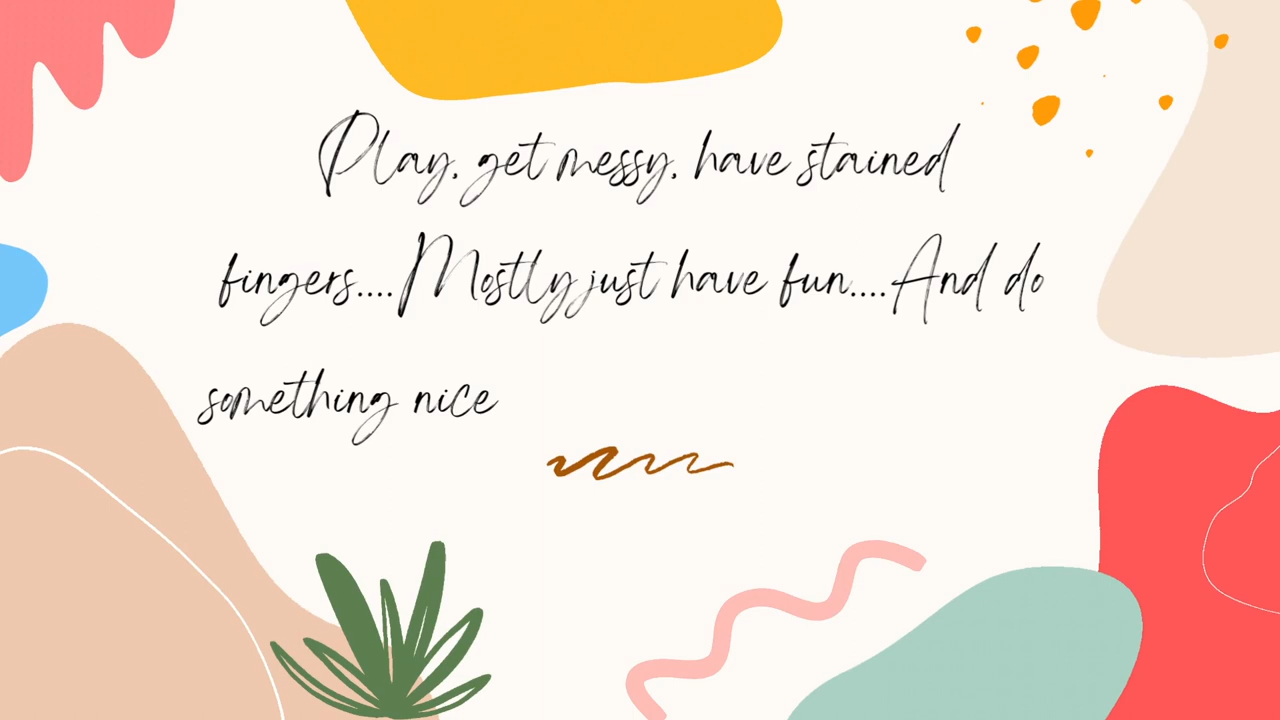 Play, get messy, have stained
fingers....Mostly just have fun....And do
something nice